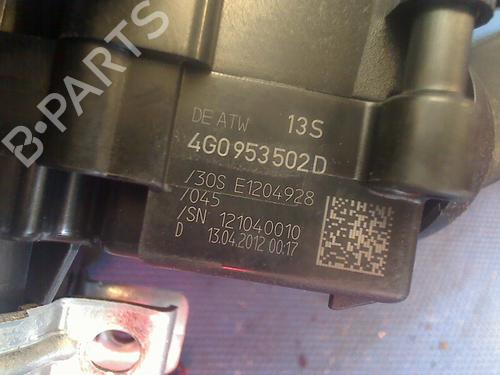 B-PARTS
DE ATW 13S
4G0953502D
/30S E1204928
/045
/SN 121040010
D 13.04.2012 00:17